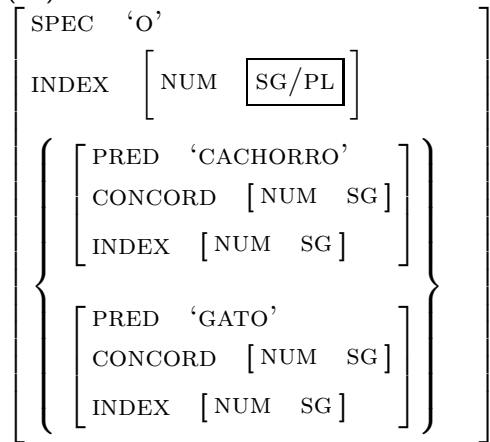 SPEC ‘O’
INDEX [ NUM SG/PL ]
PRED ‘CACHORRO’
CONCORD [ NUM SG ]
INDEX [ NUM SG ]
PRED ‘GATO’
CONCORD [ NUM SG ]
INDEX [ NUM SG ]